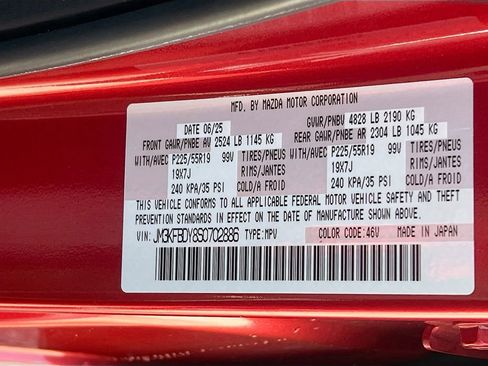 MFD. BY MAZDA MOTOR CORPORATION
DATE 06/25 GVWR/PNBV 4828 LB 2190 KG
FRONT GAWR/PNBE AV 2524 LB 1145 KG REAR GAWR/PNBE AR 2304 LB 1045 KG
WITH/AVEC P225/55R19 99V TIRES/PNEUS WITH/AVEC P225/55R19 99V TIRES/PNEUS
19X7J RIMS/JANTES 19X7J RIMS/JANTES
240 KPA/35 PSI COLD/A FROID 240 KPA/35 PSI COLD/A FROID
THIS VEHICLE CONFORMS TO ALL APPLICABLE FEDERAL MOTOR VEHICLE SAFETY AND THEFT
PREVENTION STANDARDS IN EFFECT ON THE DATE OF MANUFACTURE SHOWN ABOVE.
VIN: JM3KFBDY8S0702886 TYPE:MPV COLOR CODE:46V MADE IN JAPAN